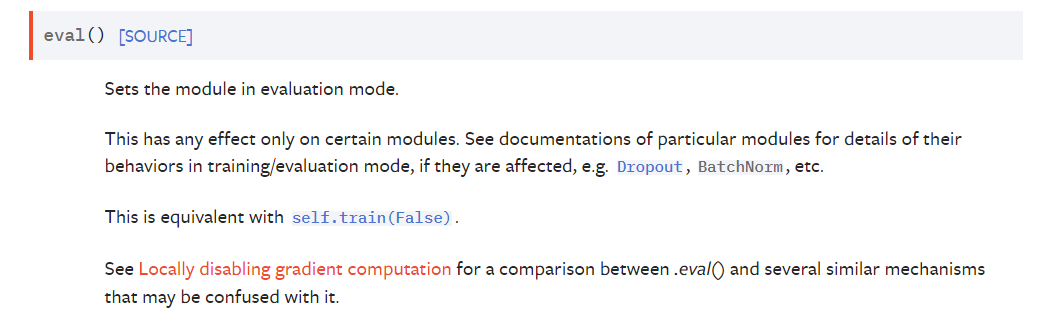 eval() [SOURCE]
Sets the module in evaluation mode.
This has any effect only on certain modules. See documentations of particular modules for details of their
behaviors in training/evaluation mode, if they are affected, e.g. Dropout, BatchNorm, etc.
This is equivalent with self.train(False).
See Locally disabling gradient computation for a comparison between .eval() and several similar mechanisms
that may be confused with it.